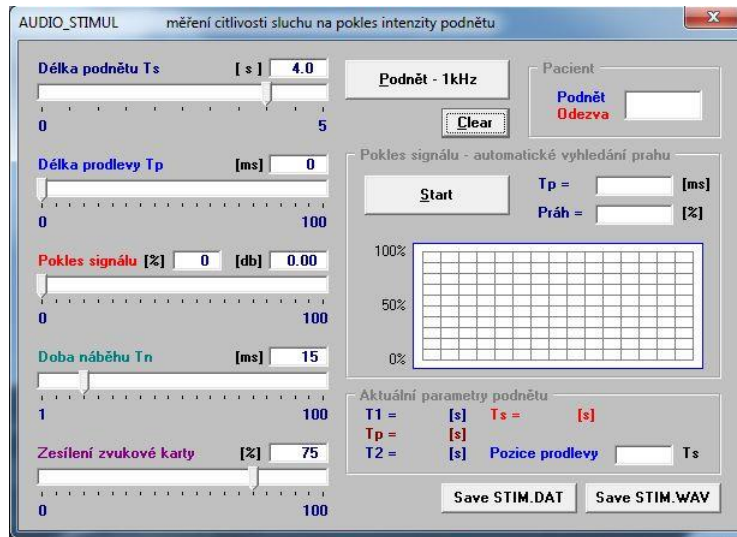 AUDIO_STIMUL měření citlivosti sluchu na pokles intenzity podnětu
Délka podnětu Ts [ s ] 4.0
0 5
Délka prodlevy Tp [ms] 0
0 100
Pokles signálu [%] 0 [db] 0.00
0 100
Doba náběhu Tn [ms] 15
1 100
Zesílení zvukové karty [%] 75
0 100
Podnět - 1kHz
Clear
Pacient
Podnět
Odezva
Pokles signálu - automatické vyhledání prahu
Start
Tp = [ms]
Práh = [%]
100%
50%
0%
Aktuální parametry podnětu
T1 = [s] Ts = [s]
Tp = [s]
T2 = [s] Pozice prodlevy Ts
Save STIM.DAT Save STIM.WAV